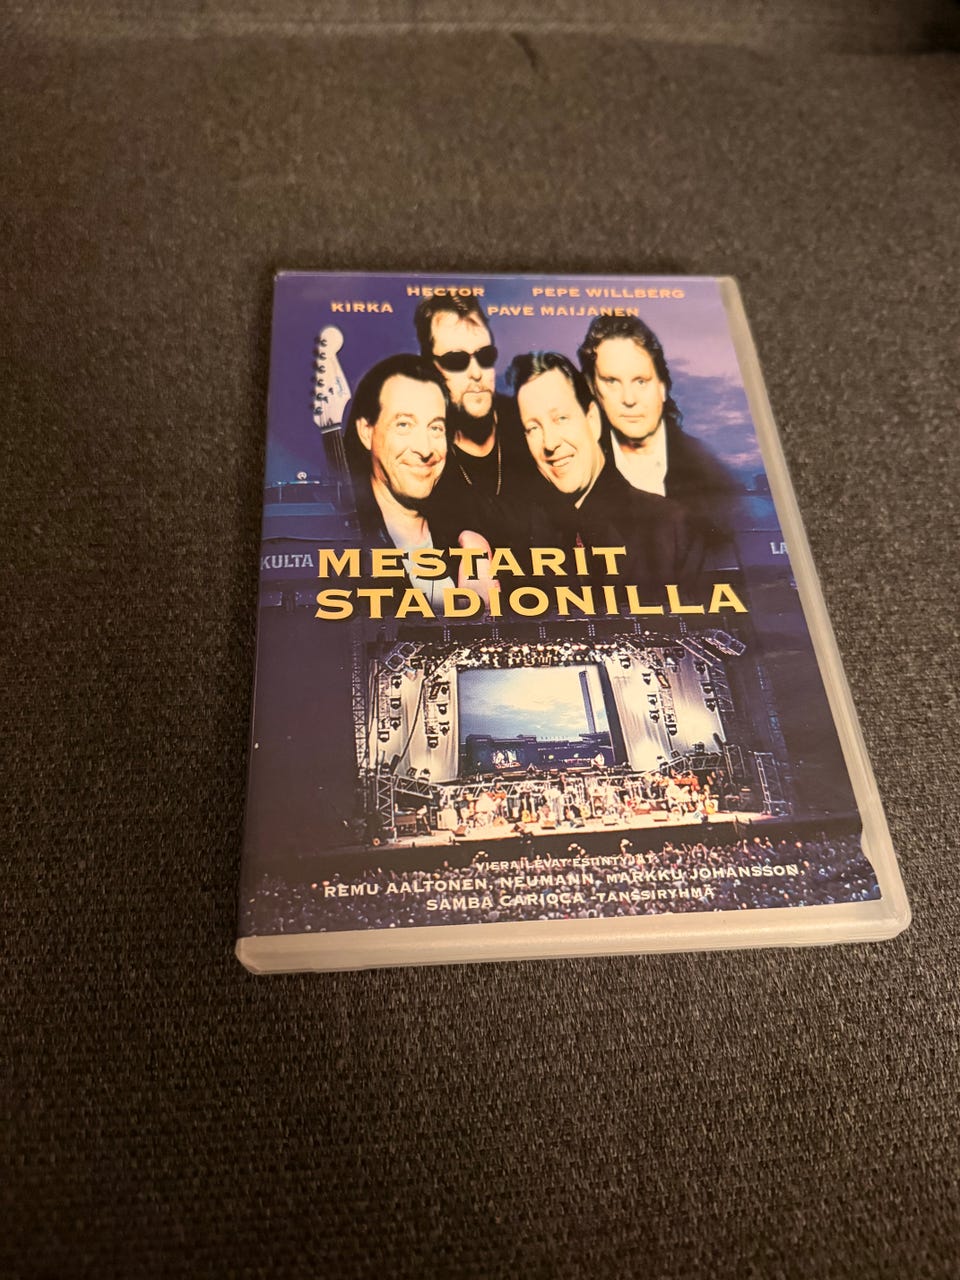 HECTOR PEPE WILLBERG
KIRKA PAVE MAIJANEN
KULTA
LA
MESTARIT
STADIONILLA
VIERAILEVAT ESIINTYJÄT:
REMU AALTONEN, NEUMANN, MARKKU JOHANSSON,
SAMBA CARIOCA -TANSSIRYHMÄ